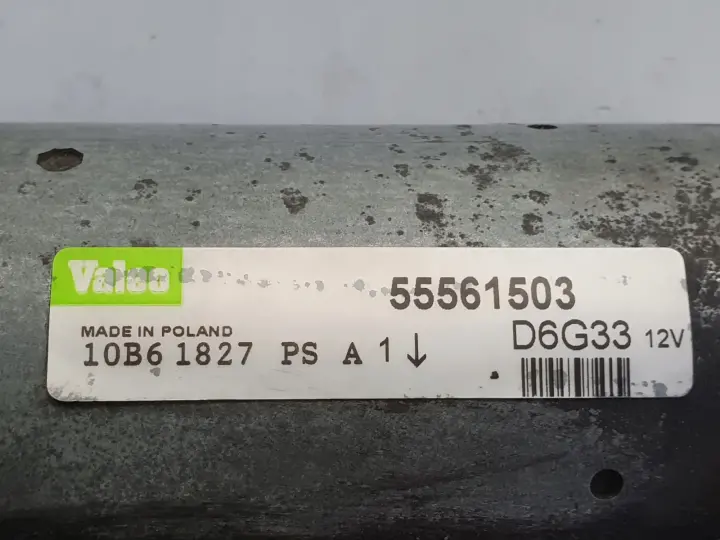 Valeo 55561503
MADE IN POLAND D6G33 12V
10B6 1827 PS A 1↓